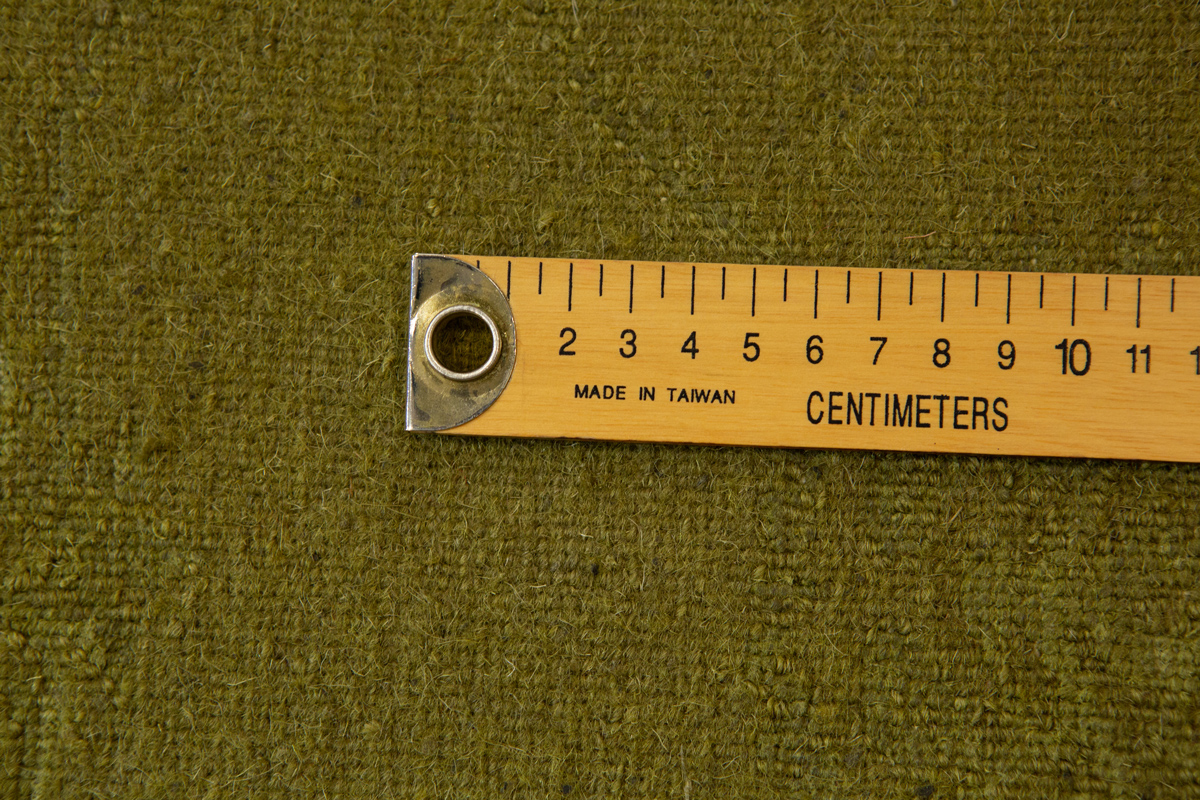 2 3 4 5 6 7 8 9 10 11
MADE IN TAIWAN
CENTIMETERS